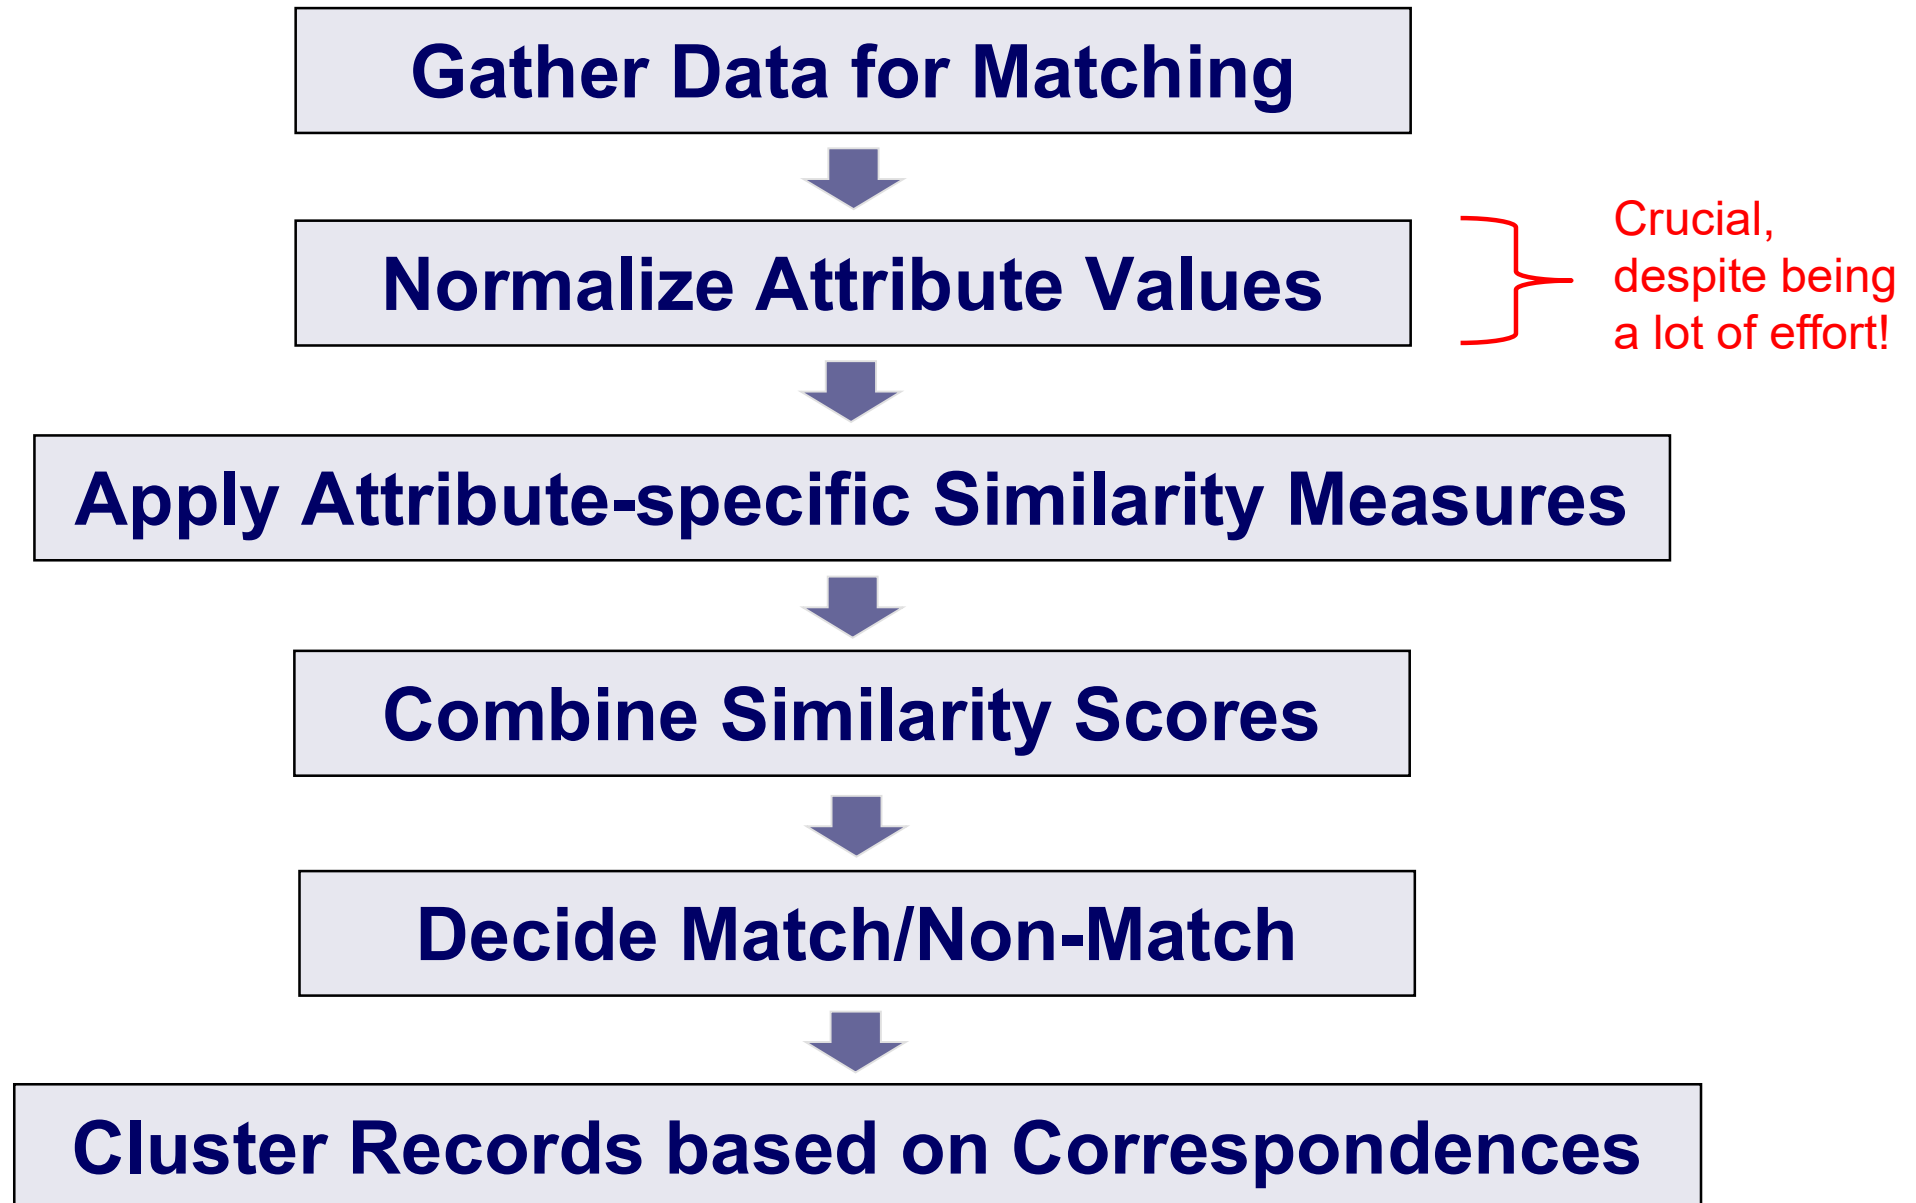 Gather Data for Matching
Normalize Attribute Values
Crucial,
despite being
a lot of effort!
Apply Attribute-specific Similarity Measures
Combine Similarity Scores
Decide Match/Non-Match
Cluster Records based on Correspondences